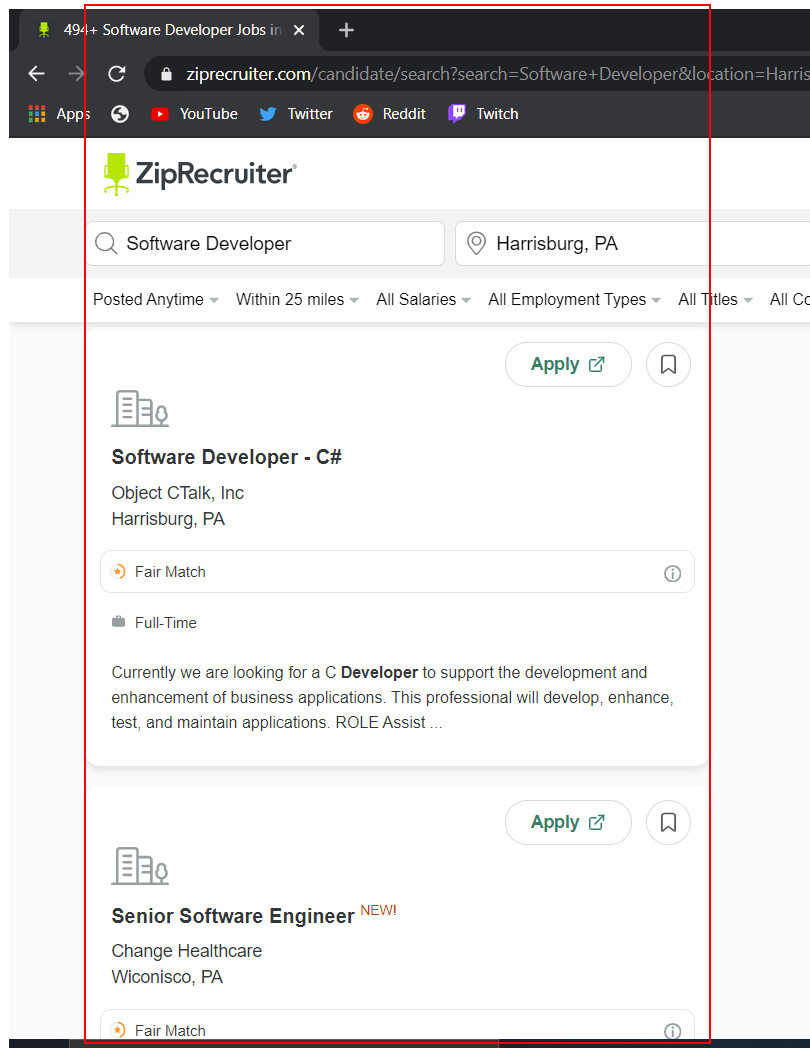 494+ Software Developer Jobs in
ziprecruiter.com/candidate/search?search=Software+Developer&location=Harris
Apps YouTube Twitter Reddit Twitch
ZipRecruiter®
Software Developer Harrisburg, PA
Posted Anytime Within 25 miles All Salaries All Employment Types All Titles All Co
Apply
Software Developer - C#
Object CTalk, Inc
Harrisburg, PA
Fair Match
Full-Time
Currently we are looking for a C Developer to support the development and
enhancement of business applications. This professional will develop, enhance,
test, and maintain applications. ROLE Assist ...
Apply
Senior Software Engineer NEW!
Change Healthcare
Wiconisco, PA
Fair Match